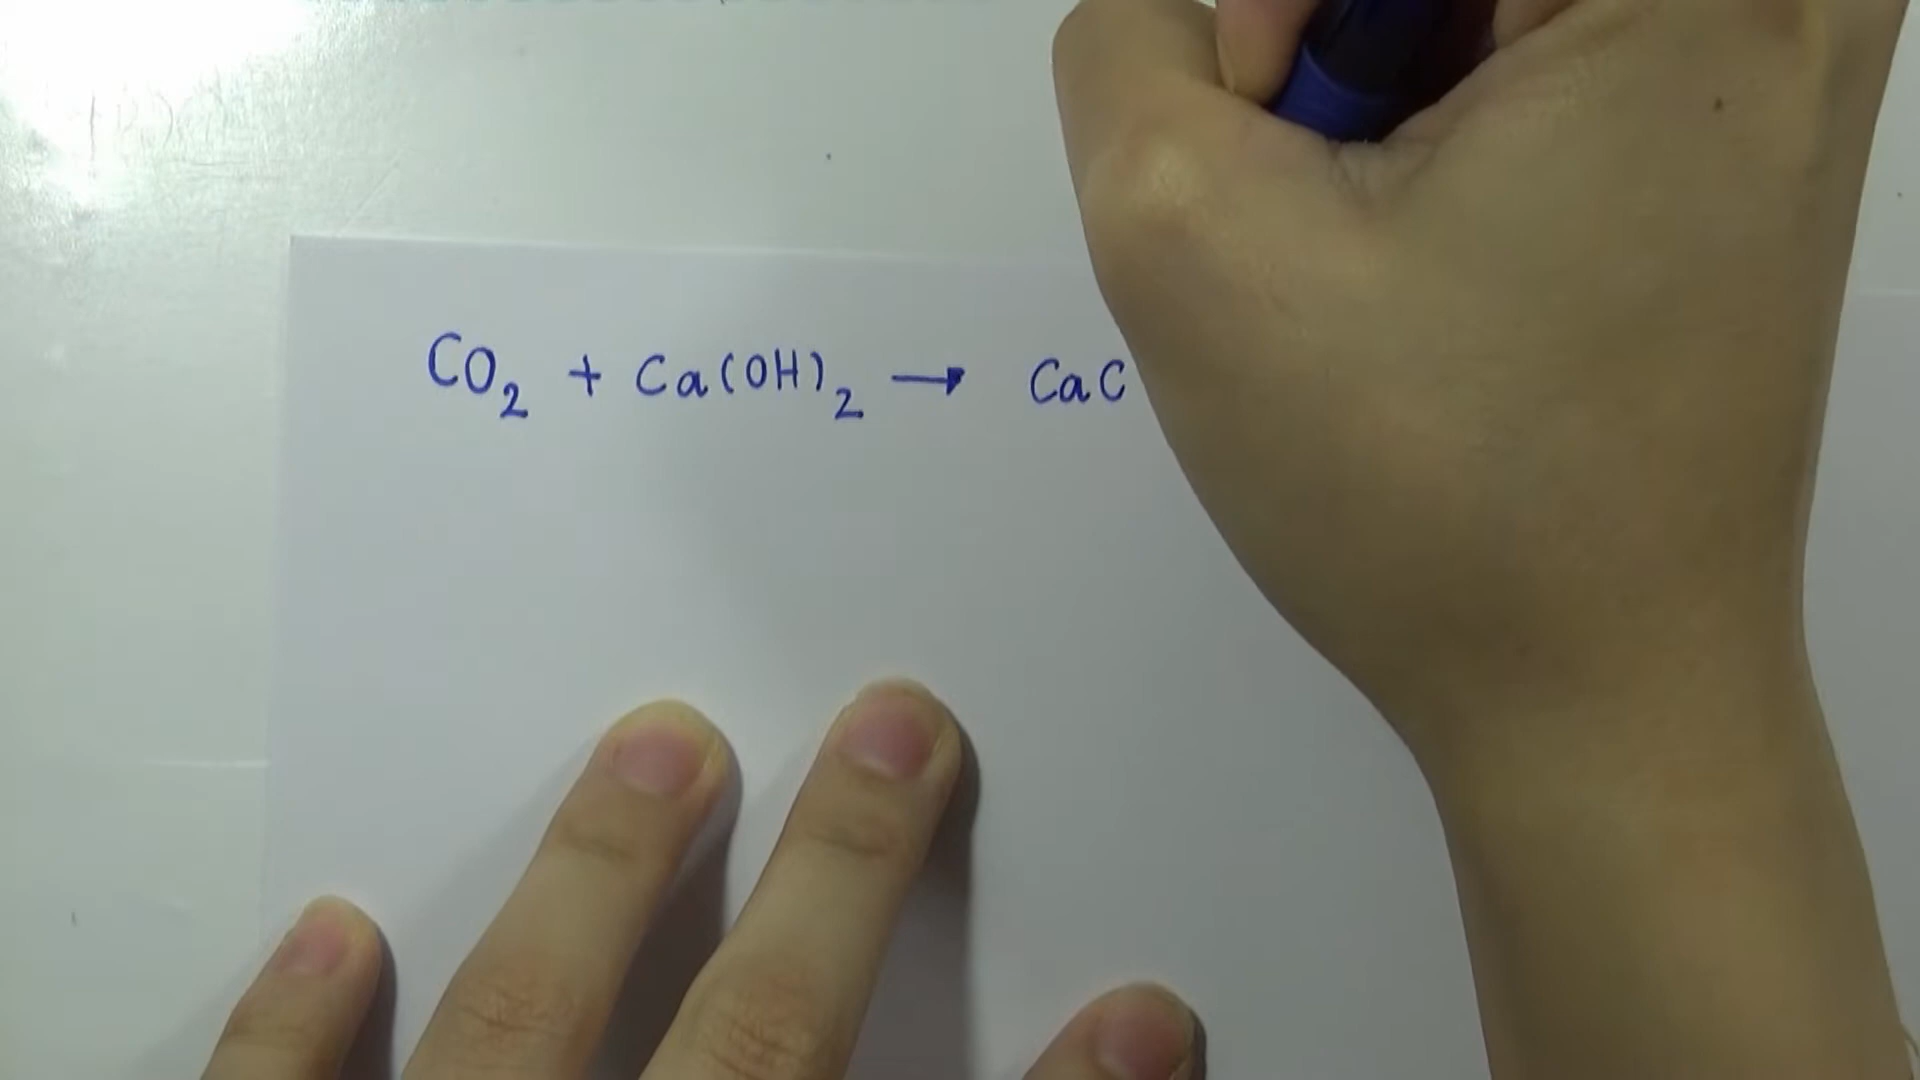 CO₂ + Ca(OH)₂ → CaC